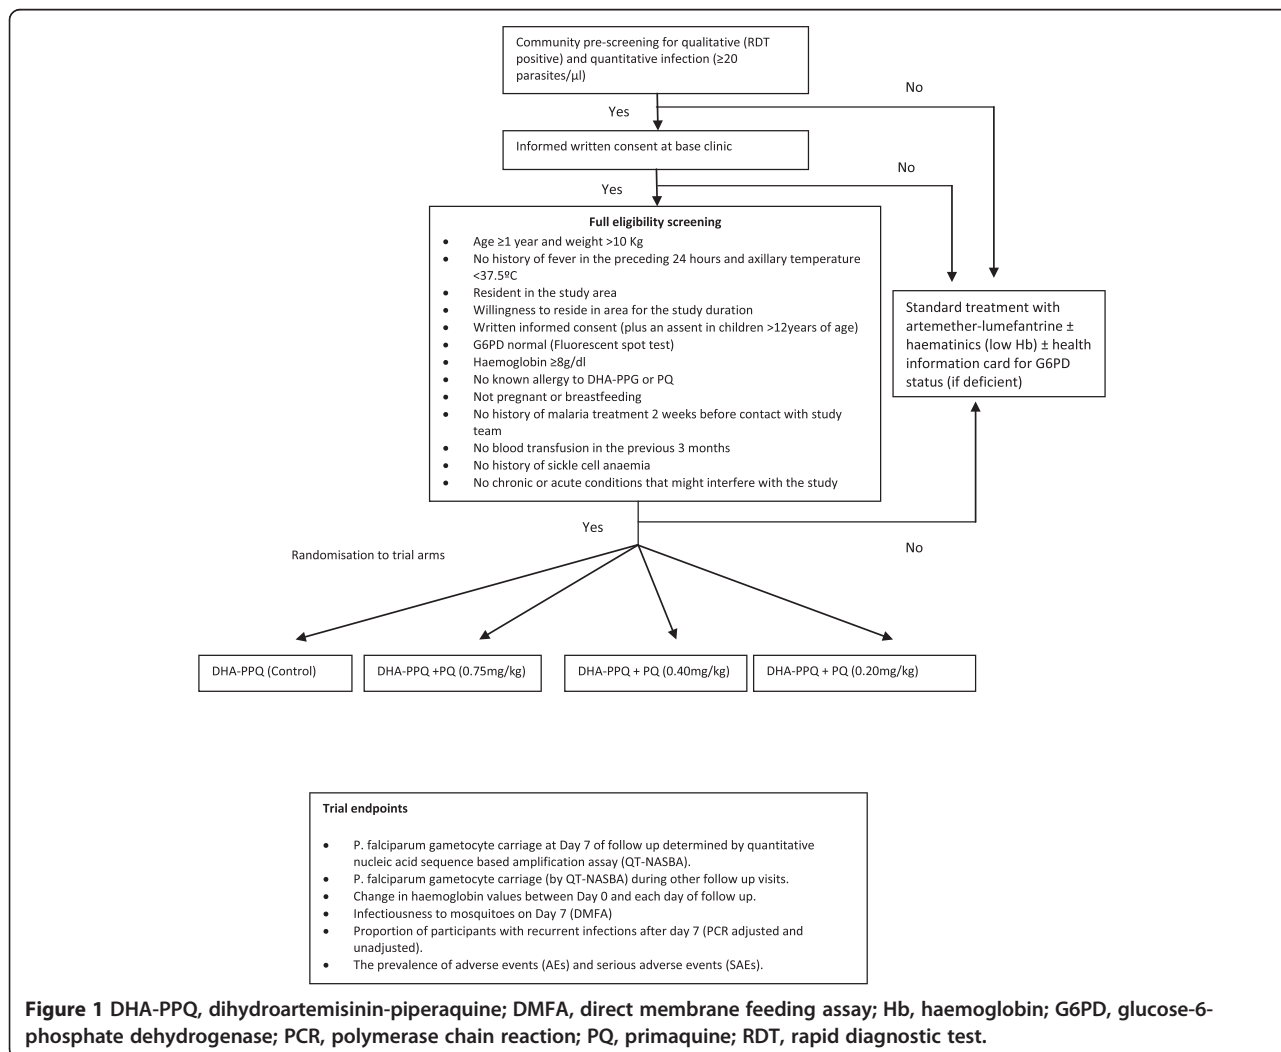 Community pre-screening for qualitative (RDT
positive) and quantitative infection (≥20
parasites/µl)
No
Yes
Informed written consent at base clinic
No
Yes
Full eligibility screening
• Age ≥1 year and weight >10 Kg
• No history of fever in the preceding 24 hours and axillary temperature
<37.5ºC
• Resident in the study area
• Willingness to reside in area for the study duration
• Written informed consent (plus an assent in children >12years of age)
• G6PD normal (Fluorescent spot test)
• Haemoglobin ≥8g/dl
• No known allergy to DHA-PPG or PQ
• Not pregnant or breastfeeding
• No history of malaria treatment 2 weeks before contact with study
team
• No blood transfusion in the previous 3 months
• No history of sickle cell anaemia
• No chronic or acute conditions that might interfere with the study
Standard treatment with
artemether-lumefantrine ±
haematinics (low Hb) ± health
information card for G6PD
status (if deficient)
Yes
No
Randomisation to trial arms
DHA-PPQ (Control)
DHA-PPQ +PQ (0.75mg/kg)
DHA-PPQ + PQ (0.40mg/kg)
DHA-PPQ + PQ (0.20mg/kg)
Trial endpoints
• P. falciparum gametocyte carriage at Day 7 of follow up determined by quantitative
nucleic acid sequence based amplification assay (QT-NASBA).
• P. falciparum gametocyte carriage (by QT-NASBA) during other follow up visits.
• Change in haemoglobin values between Day 0 and each day of follow up.
• Infectiousness to mosquitoes on Day 7 (DMFA)
• Proportion of participants with recurrent infections after day 7 (PCR adjusted and
unadjusted).
• The prevalence of adverse events (AEs) and serious adverse events (SAEs).
Figure 1 DHA-PPQ, dihydroartemisinin-piperaquine; DMFA, direct membrane feeding assay; Hb, haemoglobin; G6PD, glucose-6-
phosphate dehydrogenase; PCR, polymerase chain reaction; PQ, primaquine; RDT, rapid diagnostic test.